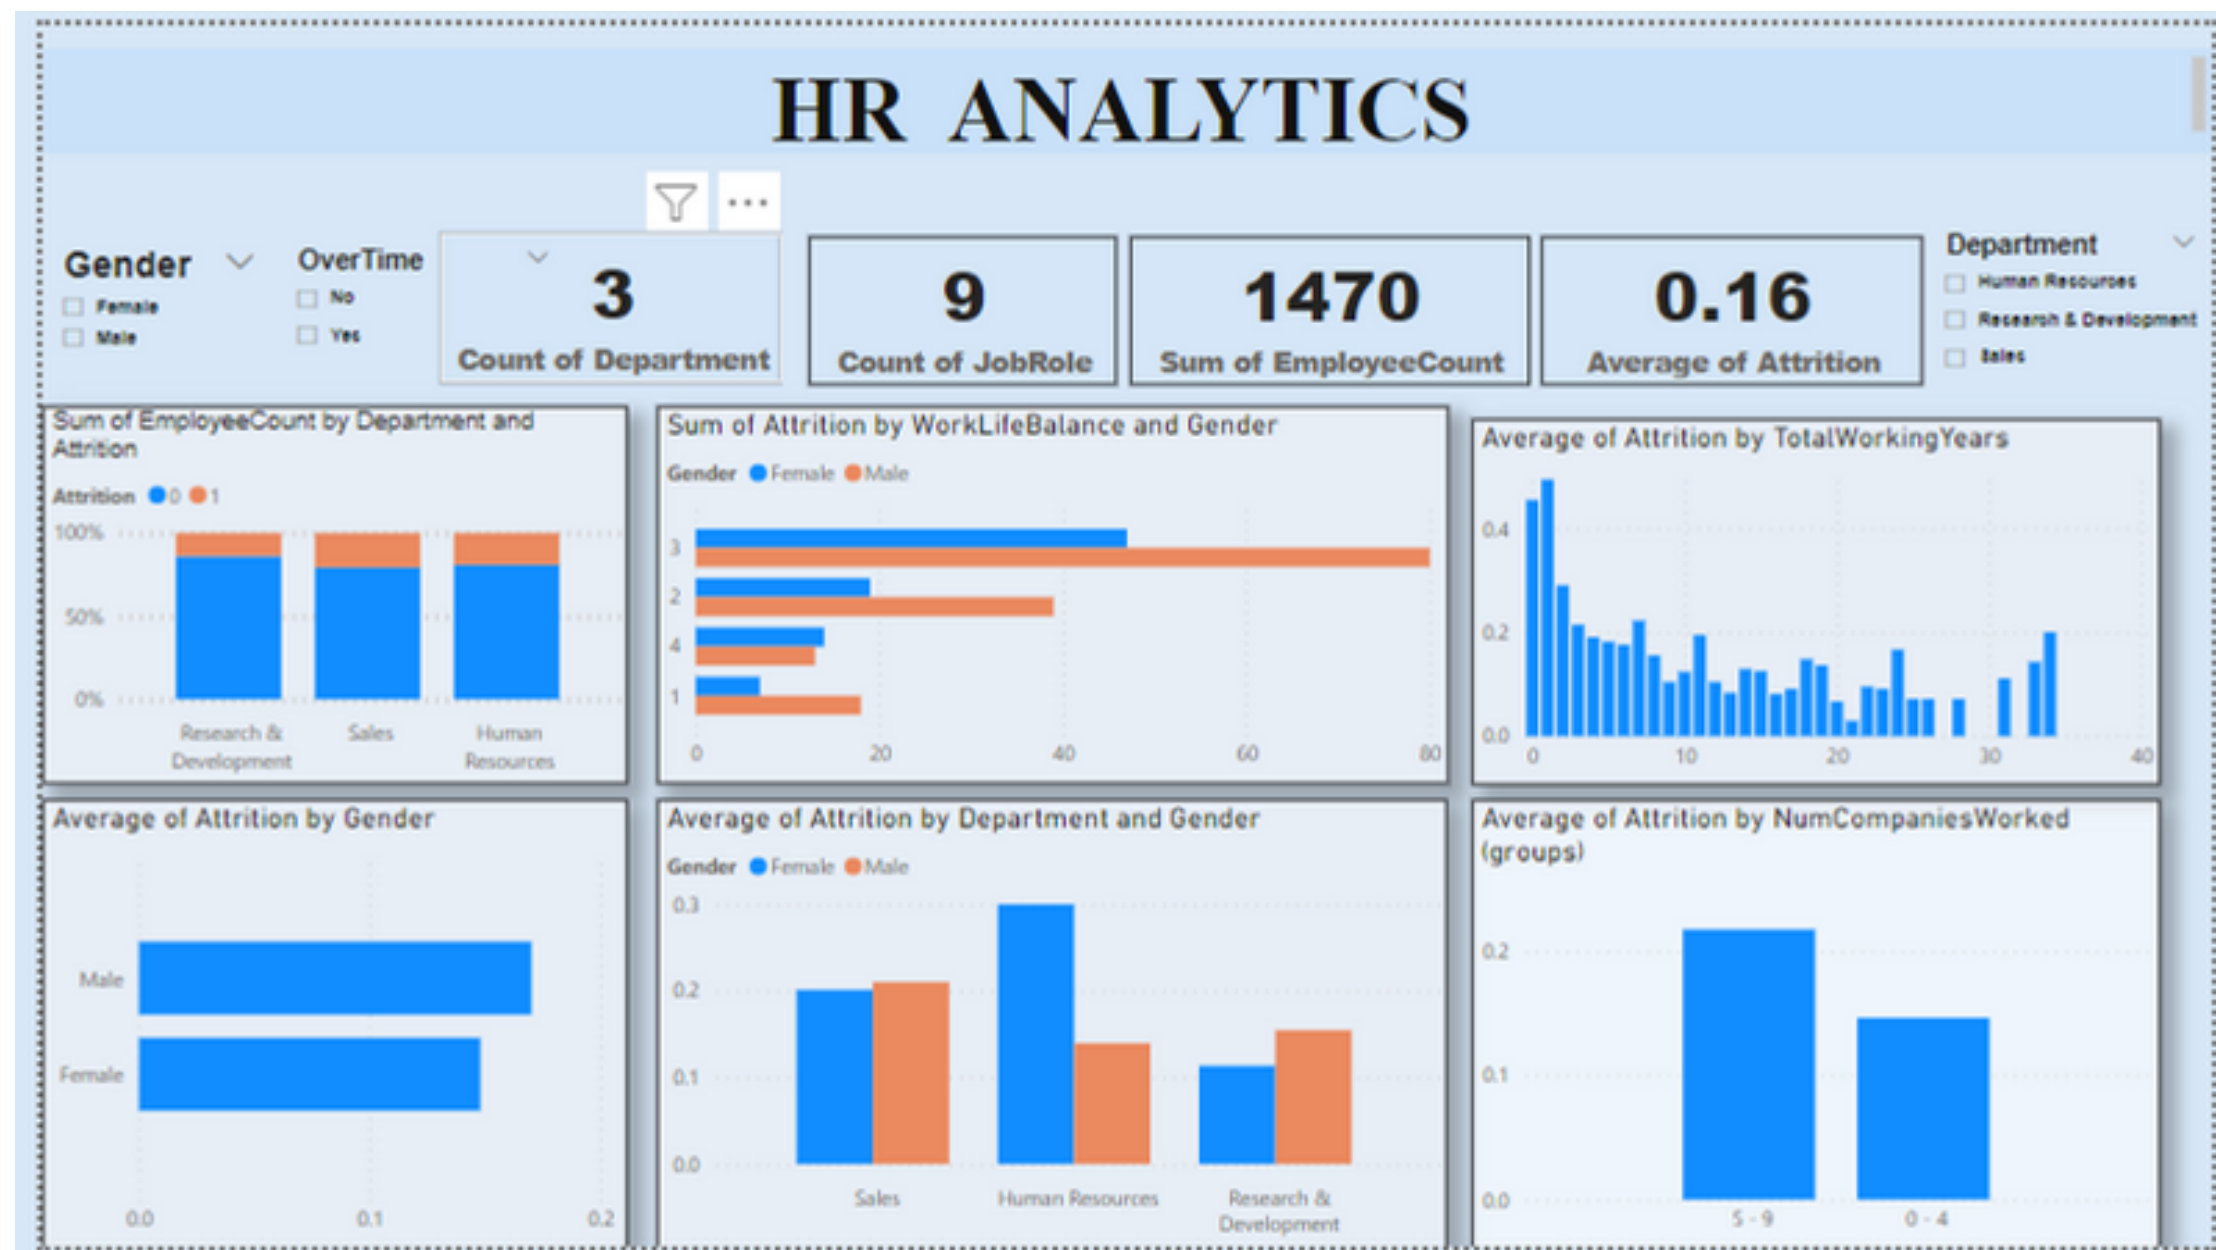 HR ANALYTICS
Gender
Female
Male
OverTime
No
Yes
3
Count of Department
9
Count of JobRole
1470
Sum of EmployeeCount
0.16
Average of Attrition
Department
Human Resources
Research & Development
Sales
Sum of EmployeeCount by Department and
Attrition
Attrition 0 1
100%
50%
0%
Research &
Development
Sales
Human
Resources
Sum of Attrition by WorkLifeBalance and Gender
Gender Female Male
3
2
4
1
0 20 40 60 80
Average of Attrition by TotalWorkingYears
0.4
0.2
0.0
0 10 20 30 40
Average of Attrition by Gender
Male
Female
0.0 0.1 0.2
Average of Attrition by Department and Gender
Gender Female Male
0.3
0.2
0.1
0.0
Sales
Human Resources
Research &
Development
Average of Attrition by NumCompaniesWorked
(groups)
0.2
0.1
0.0
5 - 9 0 - 4